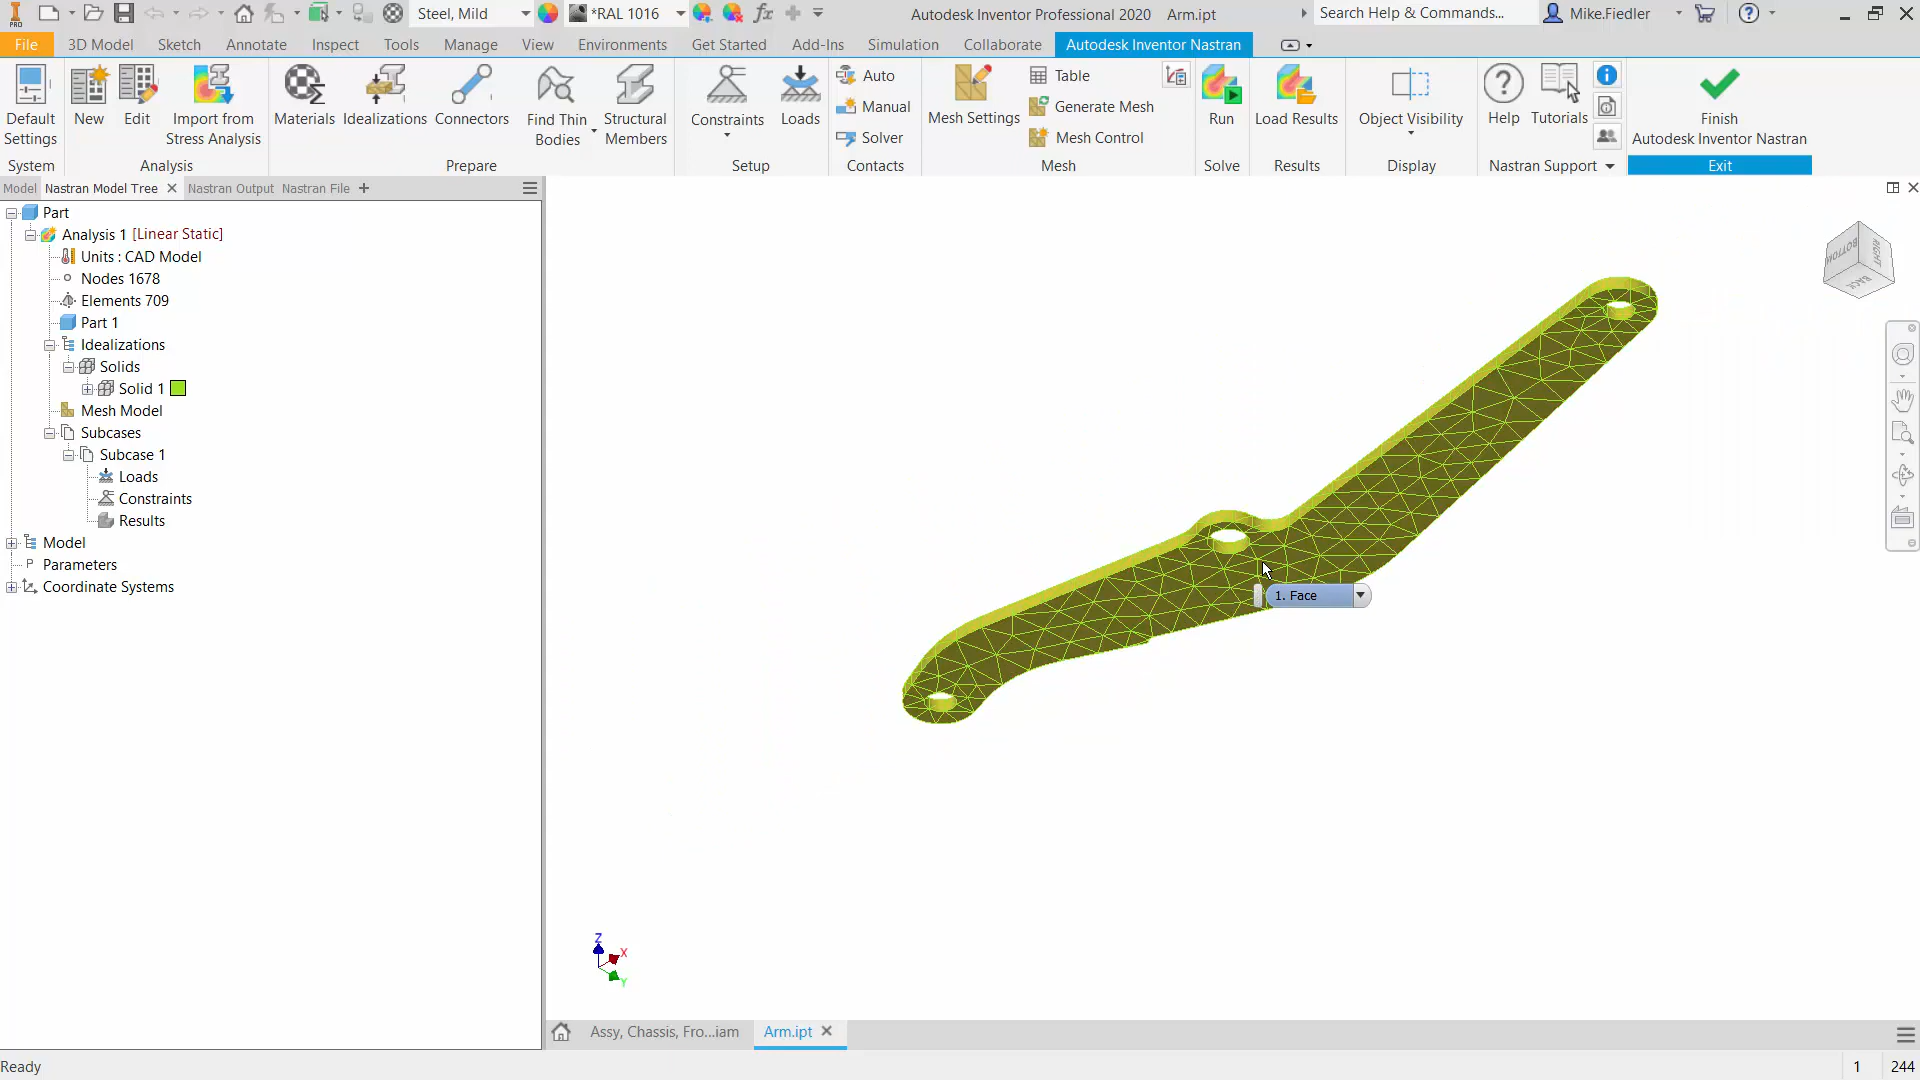 PRO
Steel, Mild
*RAL 1016
fx
Autodesk Inventor Professional 2020 Arm.ipt
Search Help & Commands...
Mike.Fiedler
File 3D Model Sketch Annotate Inspect Tools Manage View Environments Get Started Add-Ins Simulation Collaborate Autodesk Inventor Nastran
Default Settings
New
Edit
Import from Stress Analysis
Materials
Idealizations
Connectors
Find Thin Bodies
Structural Members
Constraints
Loads
Auto
Manual
Solver
Mesh Settings
Table
Generate Mesh
Mesh Control
Run
Load Results
Object Visibility
Help
Tutorials
Finish
Autodesk Inventor Nastran
System Analysis Prepare Setup Contacts Mesh Solve Results Display Nastran Support Exit
Model Nastran Model Tree Nastran Output Nastran File
Part
Analysis 1 [Linear Static]
Units : CAD Model
Nodes 1678
Elements 709
Part 1
Idealizations
Solids
Solid 1
Mesh Model
Subcases
Subcase 1
Loads
Constraints
Results
Model
P Parameters
Coordinate Systems
BOTTOM
RIGHT
BACK
1. Face
Z
X
Y
Assy, Chassis, Fro...iam Arm.ipt
Ready
1 244